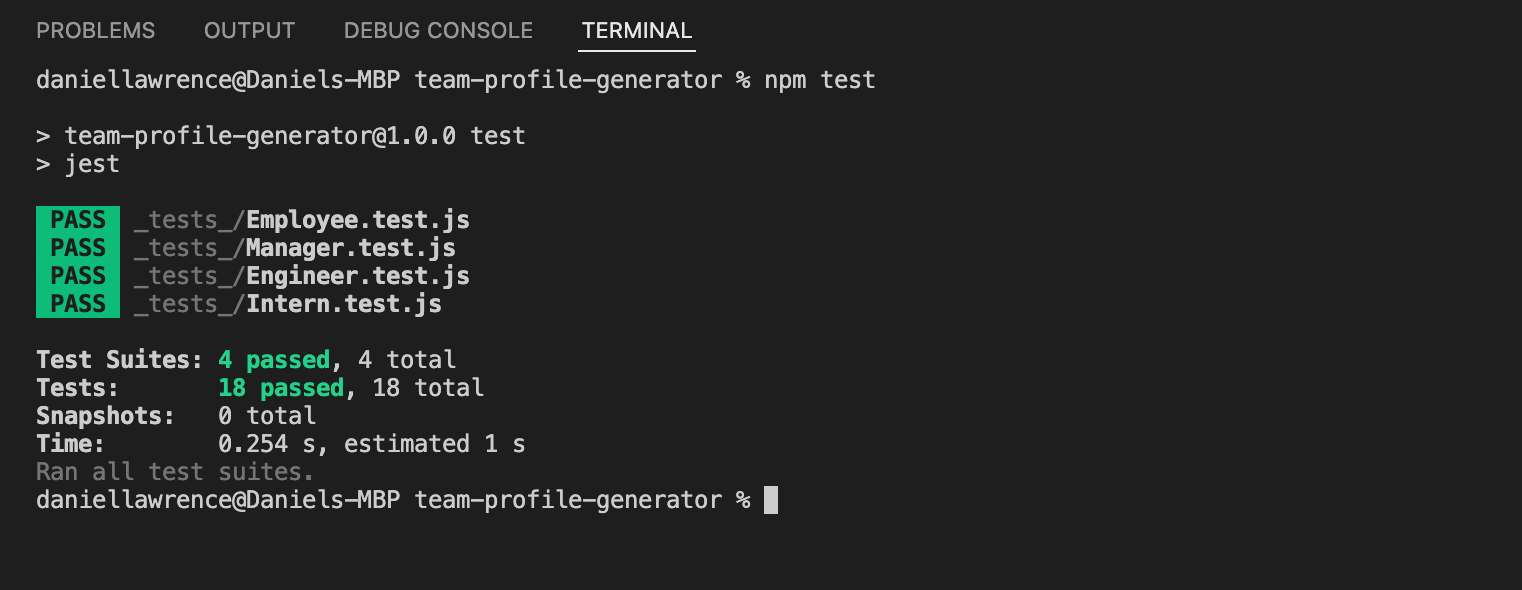 PROBLEMS OUTPUT DEBUG CONSOLE TERMINAL
daniellawrence@Daniels-MBP team-profile-generator % npm test
> team-profile-generator@1.0.0 test
> jest
PASS _tests_/Employee.test.js
PASS _tests_/Manager.test.js
PASS _tests_/Engineer.test.js
PASS _tests_/Intern.test.js
Test Suites: 4 passed, 4 total
Tests: 18 passed, 18 total
Snapshots: 0 total
Time: 0.254 s, estimated 1 s
Ran all test suites.
daniellawrence@Daniels-MBP team-profile-generator %